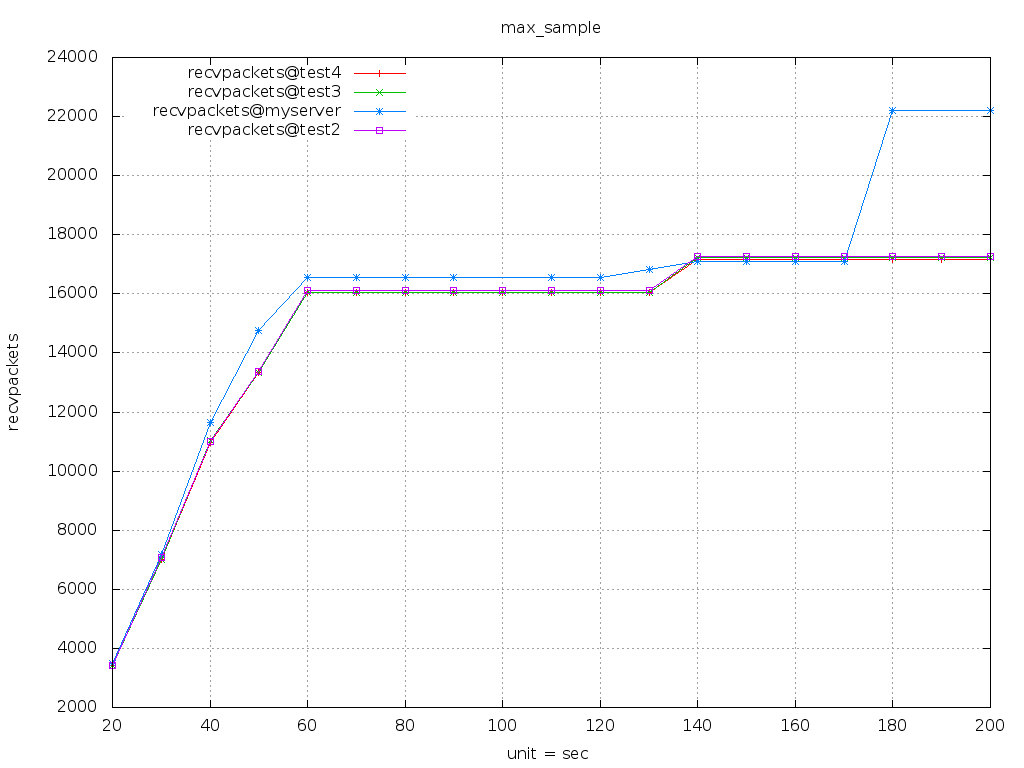 max_sample
24000
22000
20000
18000
16000
14000
12000
10000
8000
6000
4000
2000
recvpackets
recvpackets@test4
recvpackets@test3
recvpackets@myserver
recvpackets@test2
20 40 60 80 100 120 140 160 180 200
unit = sec